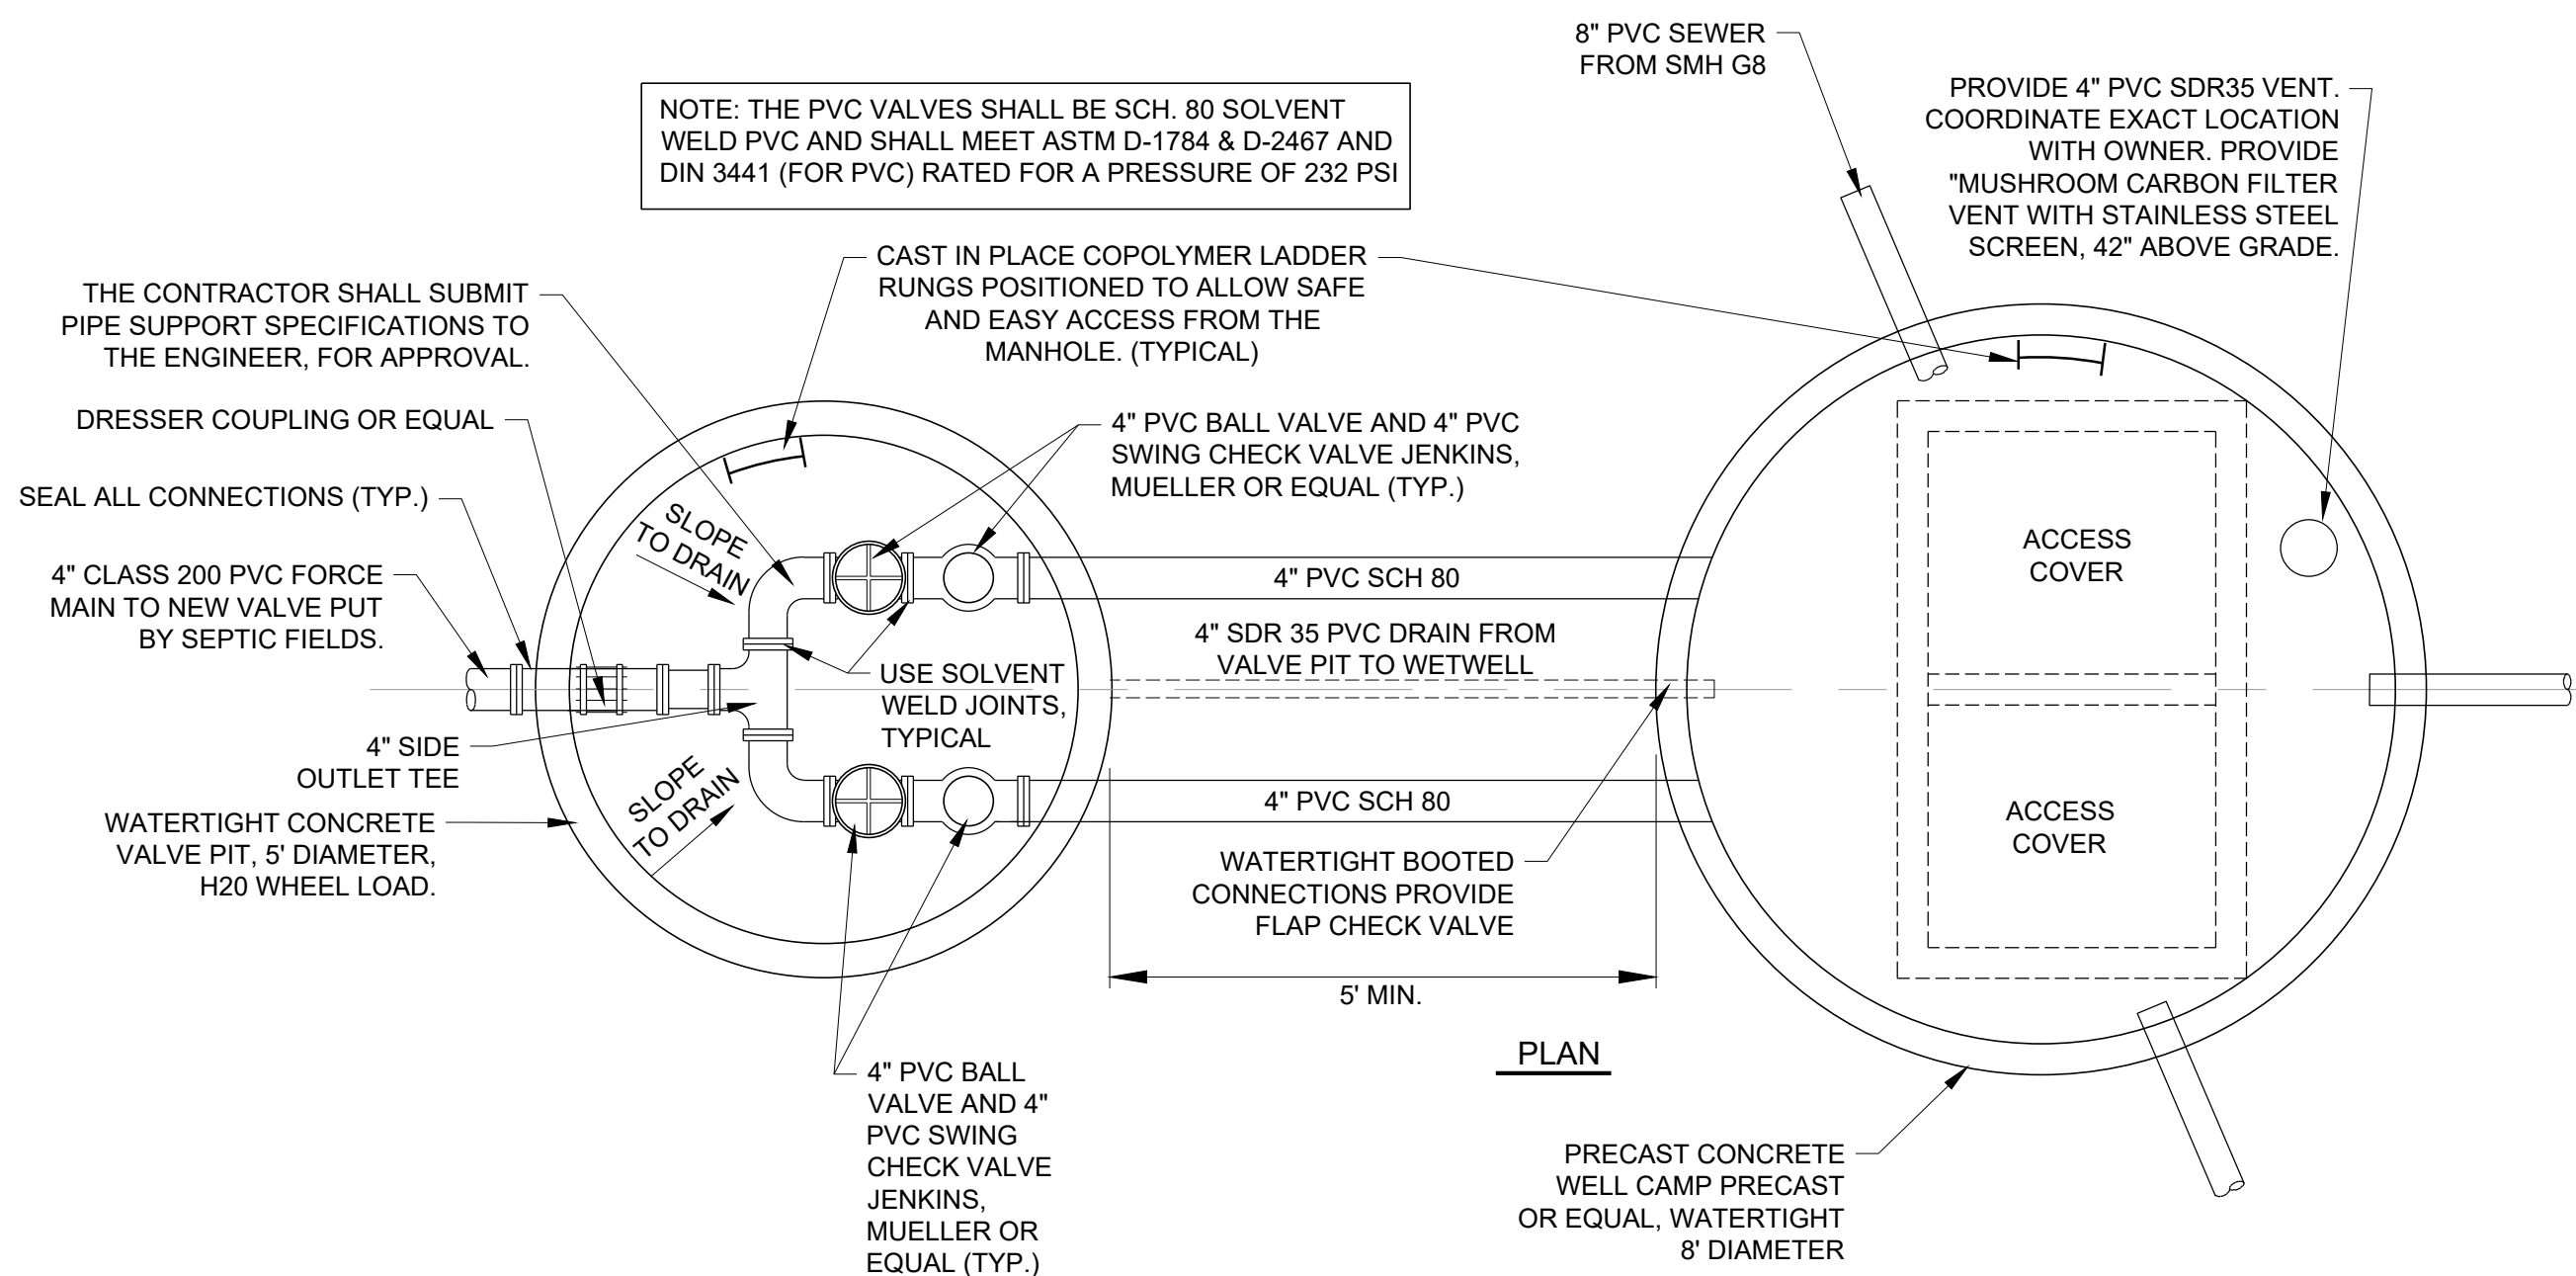 8" PVC SEWER
FROM SMH G8
PROVIDE 4" PVC SDR35 VENT.
COORDINATE EXACT LOCATION
WITH OWNER. PROVIDE
"MUSHROOM CARBON FILTER
VENT WITH STAINLESS STEEL
SCREEN, 42" ABOVE GRADE.
NOTE: THE PVC VALVES SHALL BE SCH. 80 SOLVENT
WELD PVC AND SHALL MEET ASTM D-1784 & D-2467 AND
DIN 3441 (FOR PVC) RATED FOR A PRESSURE OF 232 PSI
CAST IN PLACE COPOLYMER LADDER
RUNGS POSITIONED TO ALLOW SAFE
AND EASY ACCESS FROM THE
MANHOLE. (TYPICAL)
THE CONTRACTOR SHALL SUBMIT
PIPE SUPPORT SPECIFICATIONS TO
THE ENGINEER, FOR APPROVAL.
DRESSER COUPLING OR EQUAL
4" PVC BALL VALVE AND 4" PVC
SWING CHECK VALVE JENKINS,
MUELLER OR EQUAL (TYP.)
SEAL ALL CONNECTIONS (TYP.)
SLOPE
TO DRAIN
ACCESS
COVER
4" CLASS 200 PVC FORCE
MAIN TO NEW VALVE PUT
BY SEPTIC FIELDS.
4" PVC SCH 80
4" SDR 35 PVC DRAIN FROM
VALVE PIT TO WETWELL
USE SOLVENT
WELD JOINTS,
TYPICAL
4" SIDE
OUTLET TEE
SLOPE
TO DRAIN
4" PVC SCH 80
ACCESS
COVER
WATERTIGHT CONCRETE
VALVE PIT, 5' DIAMETER,
H20 WHEEL LOAD.
WATERTIGHT BOOTED
CONNECTIONS PROVIDE
FLAP CHECK VALVE
5' MIN.
PLAN
4" PVC BALL
VALVE AND 4"
PVC SWING
CHECK VALVE
JENKINS,
MUELLER OR
EQUAL (TYP.)
PRECAST CONCRETE
WELL CAMP PRECAST
OR EQUAL, WATERTIGHT
8' DIAMETER